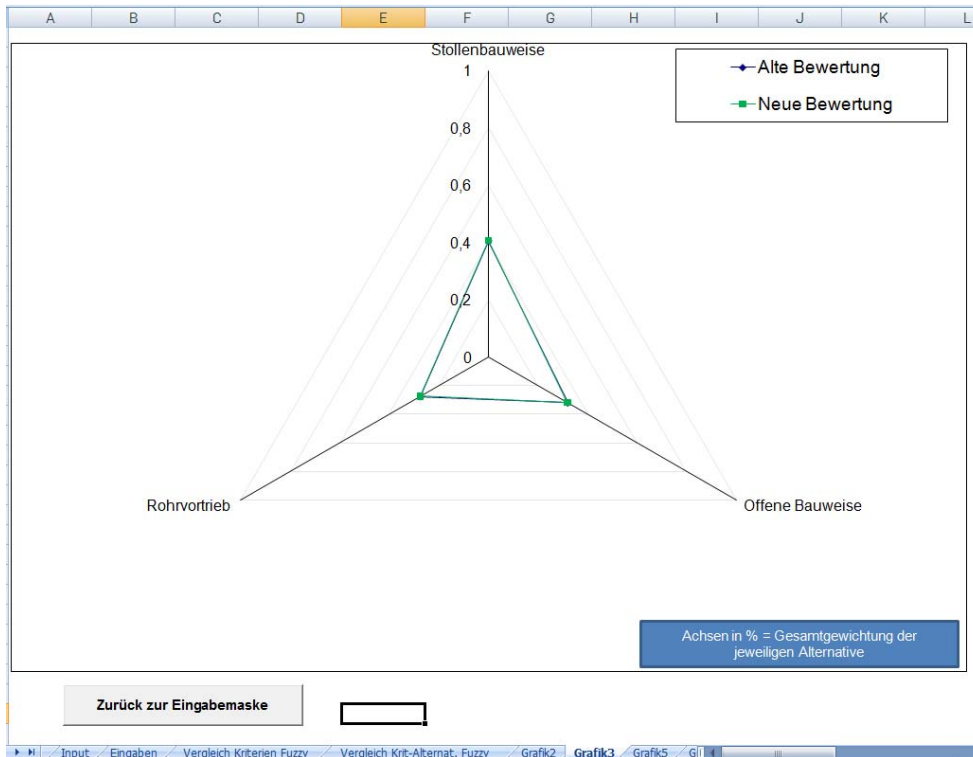 A B C D E F G H I J K L
Stollenbauweise
1
0,8
0,6
0,4
0,2
0
Alte Bewertung
Neue Bewertung
Rohrvortrieb
Offene Bauweise
Achsen in % = Gesamtgewichtung der
jeweiligen Alternative
Zurück zur Eingabemaske
Input Eingaben Vergleich Kriterien Fuzzy Vergleich Krit-Alternat. Fuzzy Grafik2 Grafik3 Grafik5